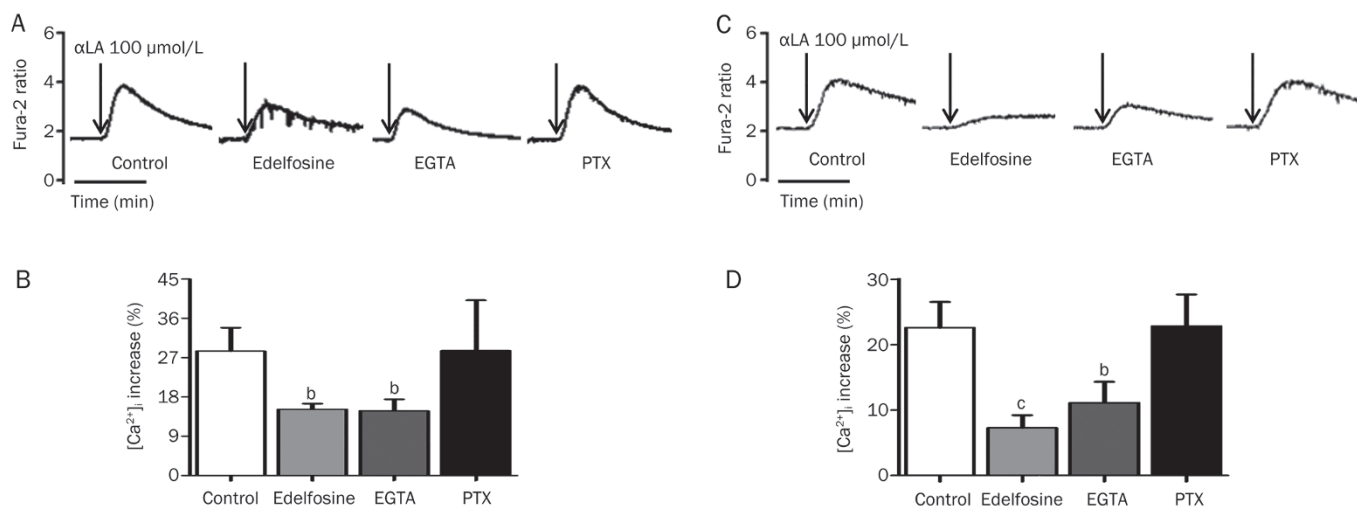 A
6
4
2
0
Fura-2 ratio
αLA 100 μmol/L
Control
Edelfosine
EGTA
PTX
Time (min)
C
6
4
2
0
Fura-2 ratio
αLA 100 μmol/L
Control
Edelfosine
EGTA
PTX
Time (min)
B
45
36
27
18
9
0
[Ca²⁺]ᵢ increase (%)
b
b
Control
Edelfosine
EGTA
PTX
D
30
20
10
0
[Ca²⁺]ᵢ increase (%)
c
b
Control
Edelfosine
EGTA
PTX